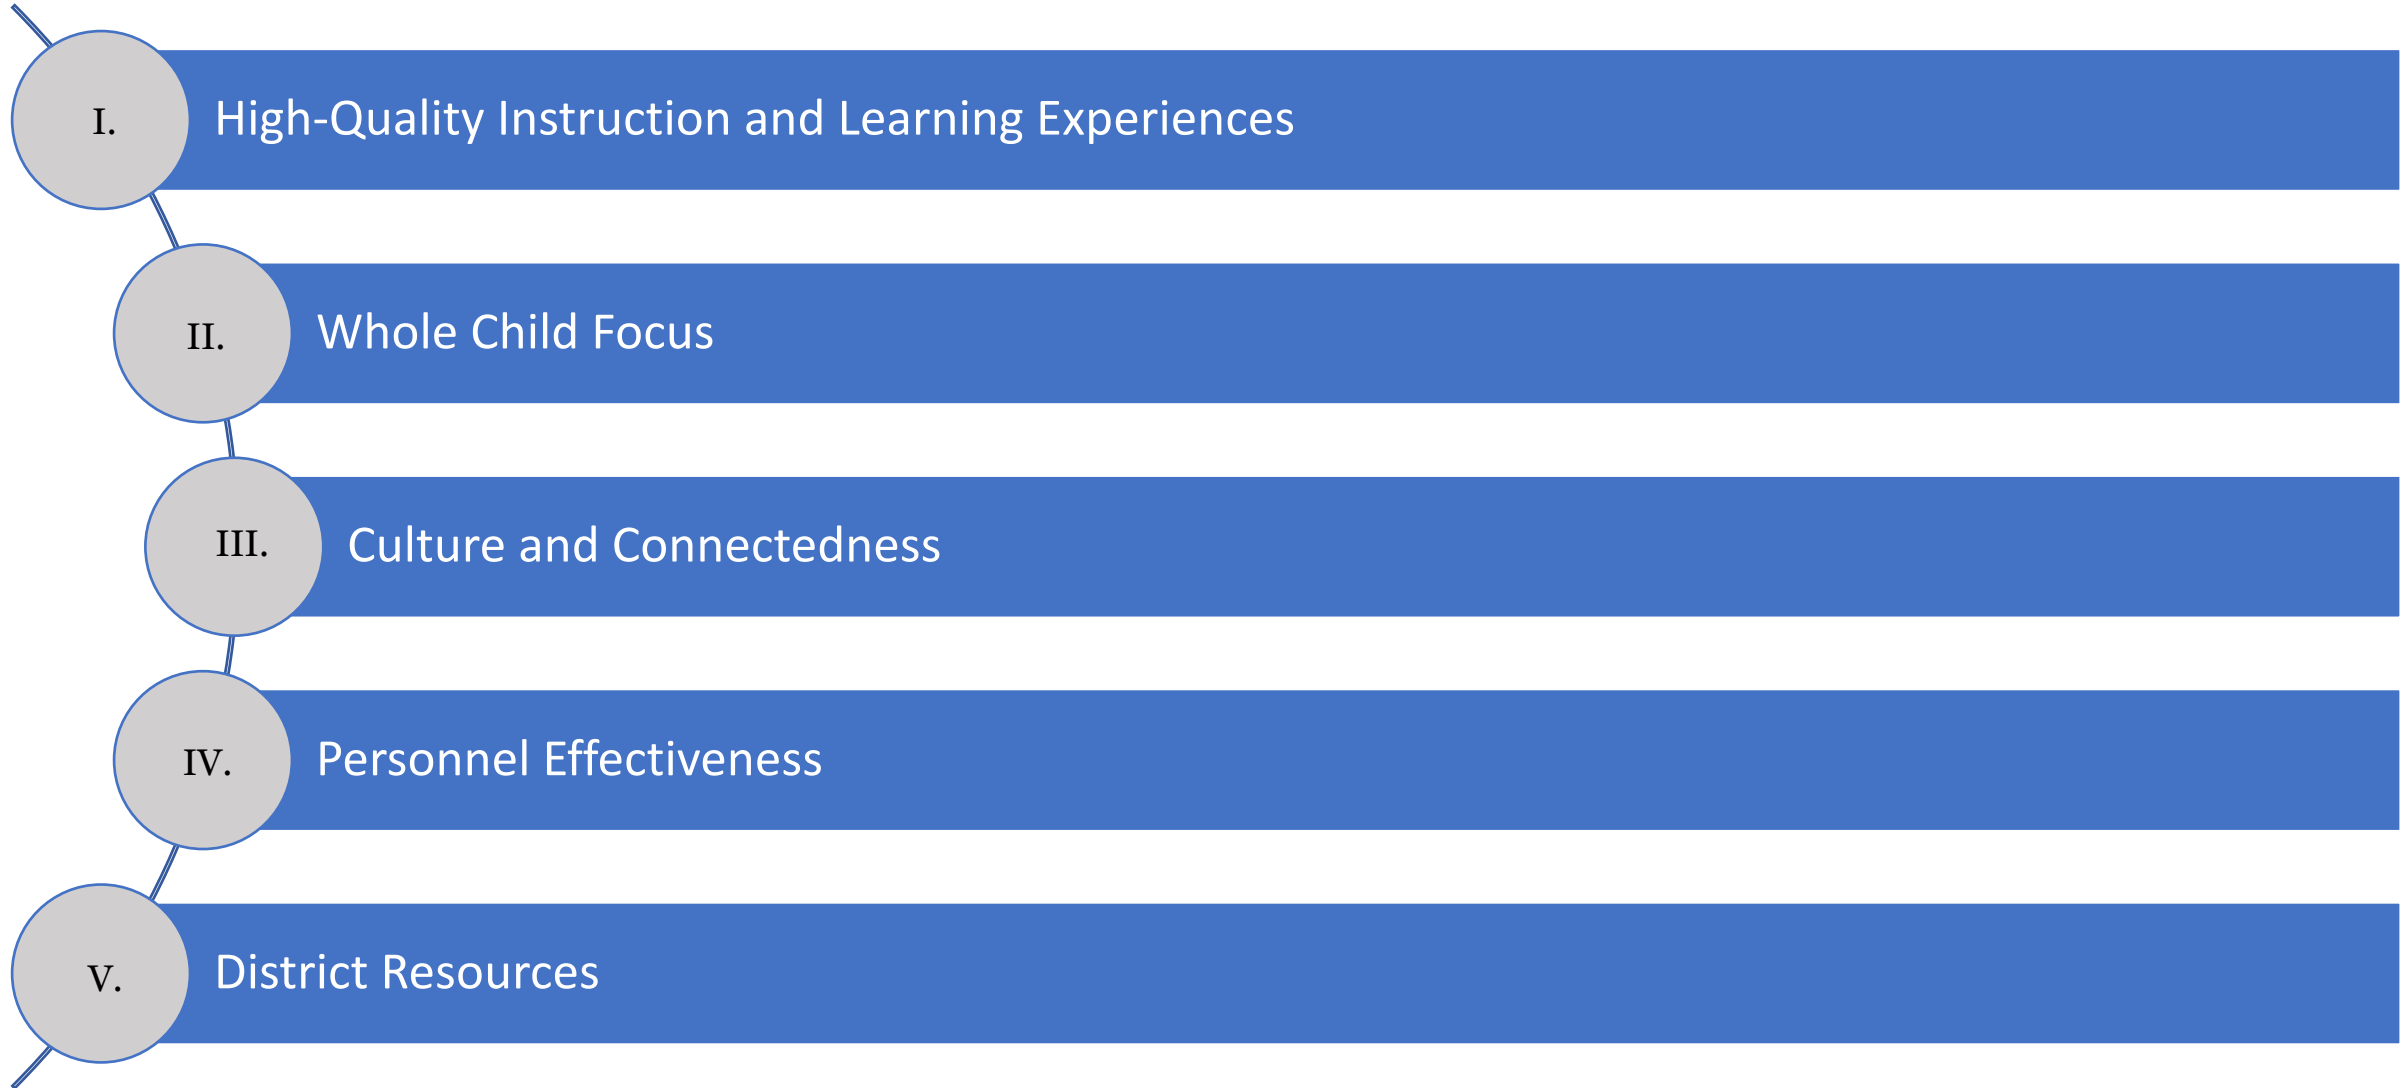 I. High-Quality Instruction and Learning Experiences
II. Whole Child Focus
III. Culture and Connectedness
IV. Personnel Effectiveness
V. District Resources